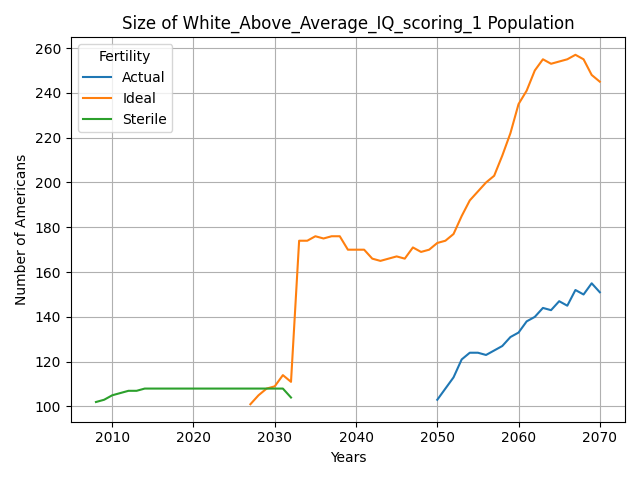 Size of White_Above_Average_IQ_scoring_1 Population
Fertility
Actual
Ideal
Sterile
Number of Americans
260
240
220
200
180
160
140
120
100
2010 2020 2030 2040 2050 2060 2070
Years